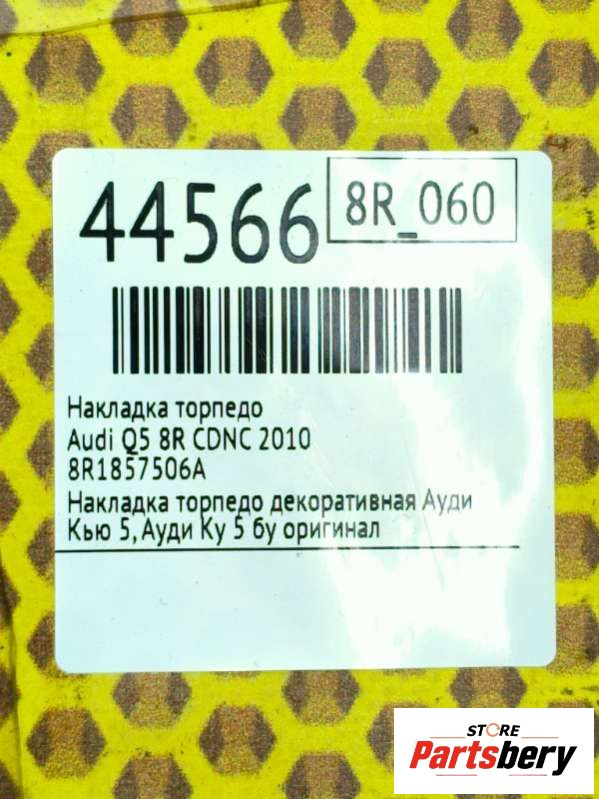 44566
8R_060
Накладка торпедо
Audi Q5 8R CDNC 2010
8R1857506A
Накладка торпедо декоративная Ауди
Кью 5, Ауди Ку 5 бу оригинал
STORE
Partsbery